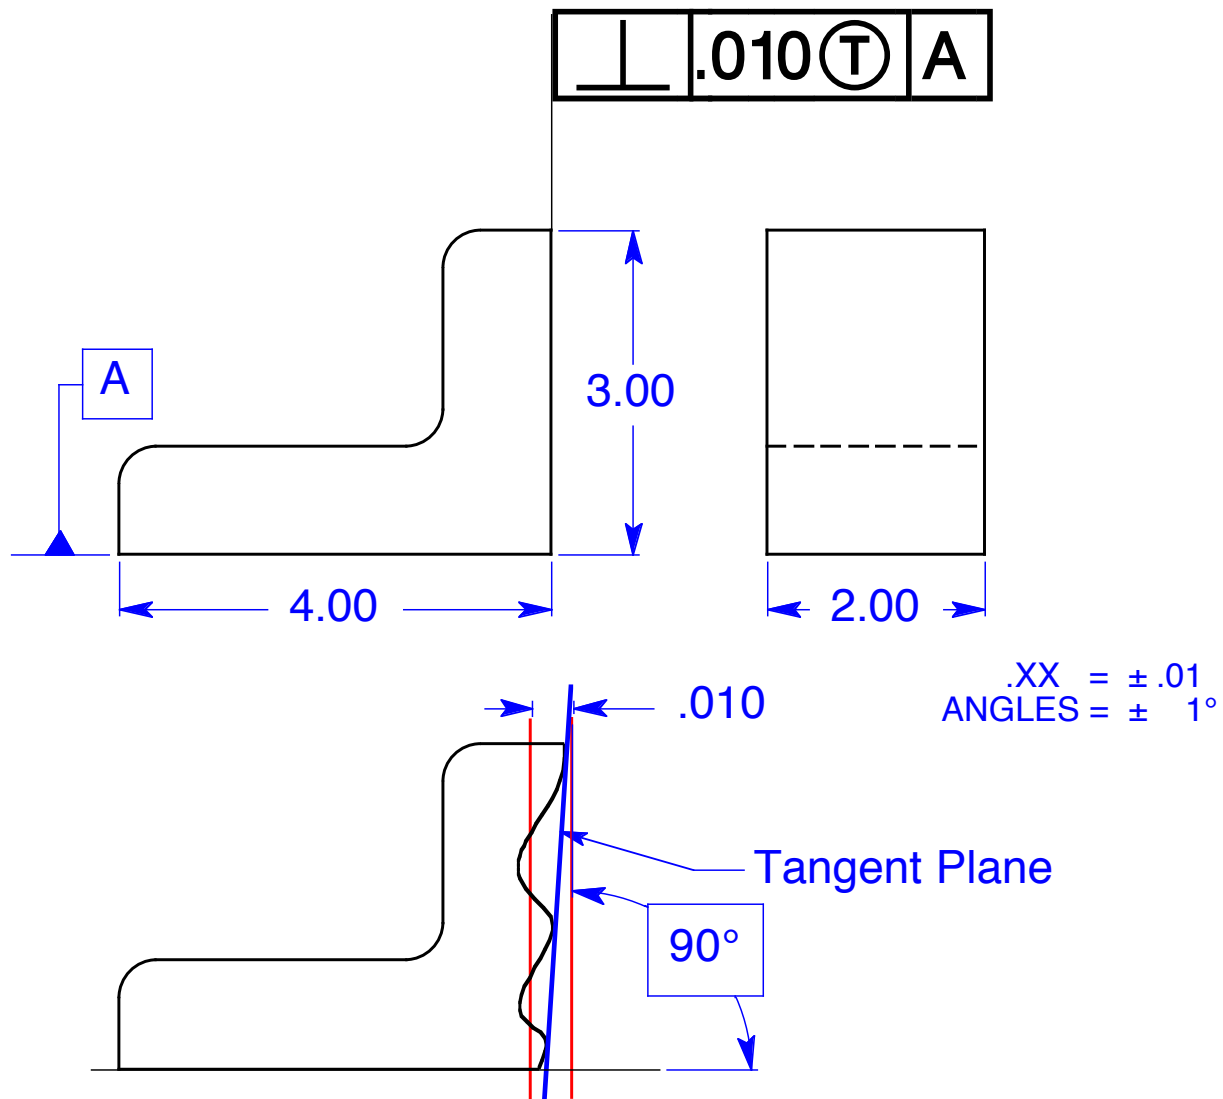 ⊥ .010 Ⓣ A
A
3.00
4.00
2.00
.XX = ± .01
ANGLES = ± 1°
.010
Tangent Plane
90°